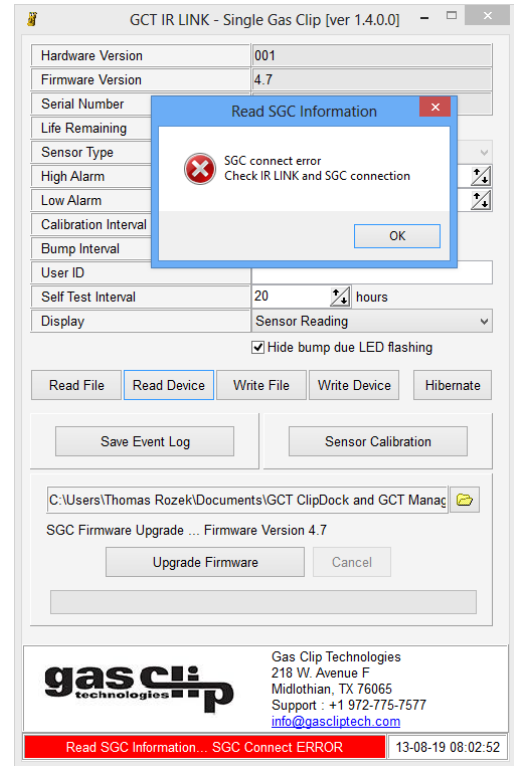 GCT IR LINK - Single Gas Clip [ver 1.4.0.0]
Hardware Version 001
Firmware Version 4.7
Serial Number
Life Remaining
Sensor Type
High Alarm
Low Alarm
Calibration Interval
Bump Interval
Read SGC Information
SGC connect error
Check IR LINK and SGC connection
OK
User ID
Self Test Interval 20 hours
Display Sensor Reading
Hide bump due LED flashing
Read File Read Device Write File Write Device Hibernate
Save Event Log Sensor Calibration
C:\Users\Thomas Rozek\Documents\GCT ClipDock and GCT Manag
SGC Firmware Upgrade ... Firmware Version 4.7
Upgrade Firmware Cancel
gas clip
technologies
Gas Clip Technologies
218 W. Avenue F
Midlothian, TX 76065
Support : +1 972-775-7577
info@gascliptech.com
Read SGC Information... SGC Connect ERROR 13-08-19 08:02:52